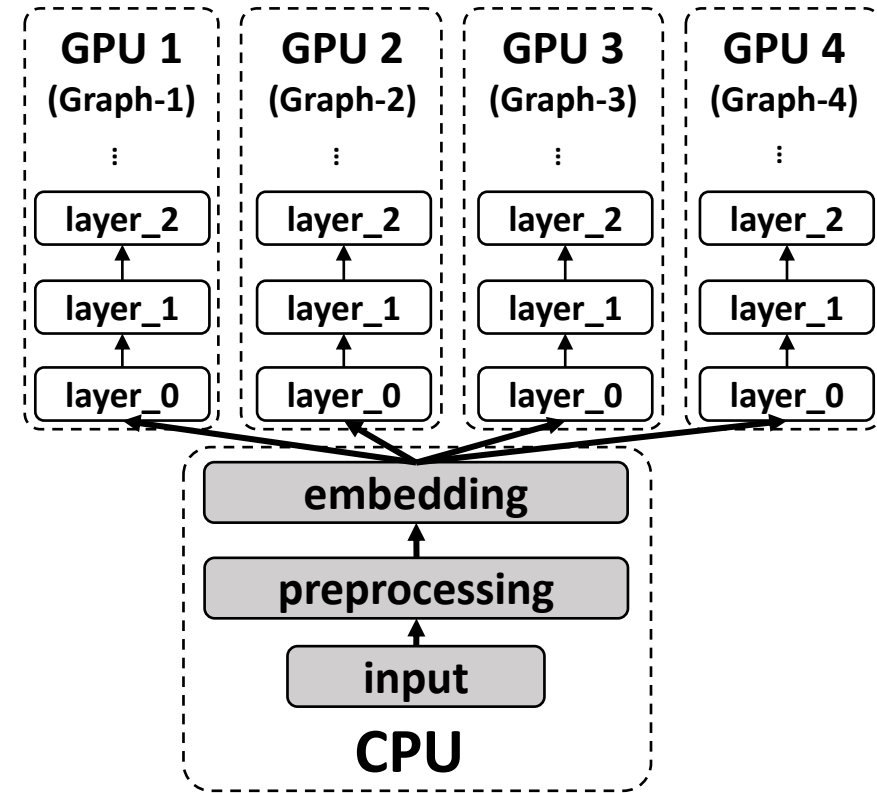 GPU 1
(Graph-1)
...
layer_2
layer_1
layer_0
GPU 2
(Graph-2)
...
layer_2
layer_1
layer_0
GPU 3
(Graph-3)
...
layer_2
layer_1
layer_0
GPU 4
(Graph-4)
...
layer_2
layer_1
layer_0
embedding
preprocessing
input
CPU